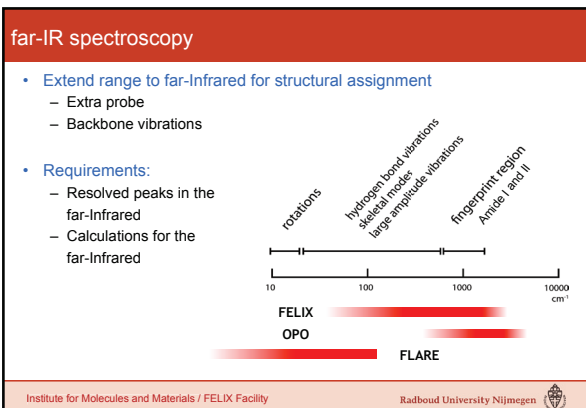 far-IR spectroscopy
• Extend range to far-Infrared for structural assignment
– Extra probe
– Backbone vibrations
• Requirements:
– Resolved peaks in the
far-Infrared
– Calculations for the
far-Infrared
rotations
hydrogen bond vibrations
skeletal modes
large amplitude vibrations
fingerprint region
Amide I and II
10 100 1000 10000
cm-1
FELIX
OPO
FLARE
Institute for Molecules and Materials / FELIX Facility
Radboud University Nijmegen